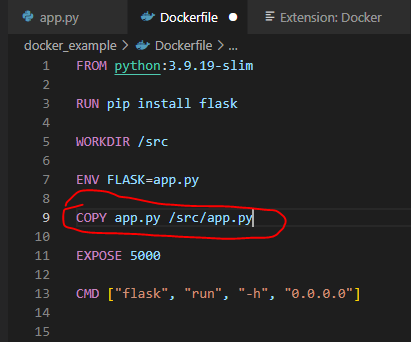 app.py Dockerfile Extension: Docker
docker_example > Dockerfile > ...
1 FROM python:3.9.19-slim
2
3 RUN pip install flask
4
5 WORKDIR /src
6
7 ENV FLASK=app.py
8
9 COPY app.py /src/app.py
10
11 EXPOSE 5000
12
13 CMD ["flask", "run", "-h", "0.0.0.0"]
14
15